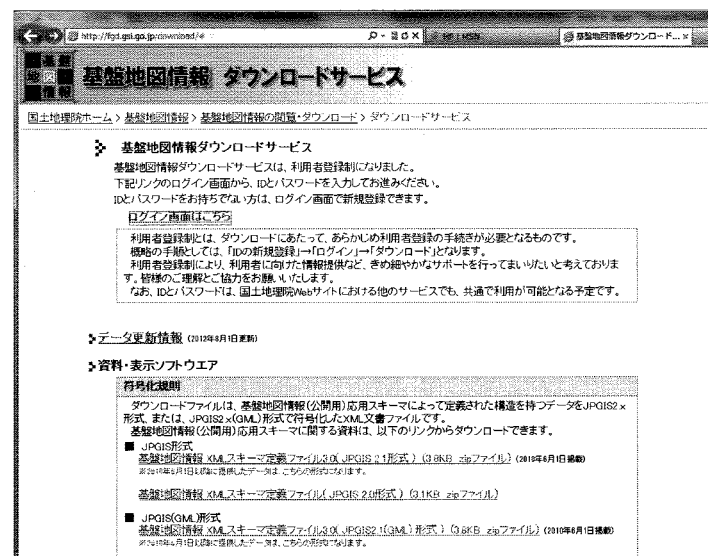 http://fgd.gsi.go.jp/download/
基盤地図情報
基盤地図情報 ダウンロードサービス
国土地理院ホーム > 基盤地図情報 > 基盤地図情報の閲覧・ダウンロード > ダウンロードサービス
基盤地図情報ダウンロードサービス
基盤地図情報ダウンロードサービスは、利用者登録制になりました。
下記リンクのログイン画面から、IDとパスワードを入力してお進みください。
IDとパスワードをお持ちでない方は、ログイン画面で新規登録できます。
ログイン画面はこちら
利用者登録制とは、ダウンロードにあたって、あらかじめ利用者登録の手続きが必要となるものです。
概略の手順としては、「IDの新規登録」→「ログイン」→「ダウンロード」となります。
利用者登録制により、利用者に向けた情報提供など、きめ細やかなサポートを行ってまいりたいと考えておりま
す。皆様のご理解とご協力をお願いいたします。
なお、IDとパスワードは、国土地理院Webサイトにおける他のサービスでも、共通で利用が可能となる予定です。
データ更新情報 (2012年8月1日更新)
資料・表示ソフトウエア
符号化規則
ダウンロードファイルは、基盤地図情報(公開用)応用スキーマによって定義された構造を持つデータをJPGIS2.x
形式、または、JPGIS2.x(GML)形式で符号化したXML文書ファイルです。
基盤地図情報(公開用)応用スキーマに関する資料は、以下のリンクからダウンロードできます。
■ JPGIS形式
基盤地図情報 XMLスキーマ定義ファイル3.0( JPGIS 2.1形式 ) (3.8KB zipファイル)
基盤地図情報 XMLスキーマ定義ファイル( JPGIS 2.0形式 ) (3.1KB zipファイル)
■ JPGIS(GML)形式
基盤地図情報 XMLスキーマ定義ファイル3.0( JPGIS2.1(GML)形式 ) (3.8KB zipファイル) (2010年6月1日掲載)